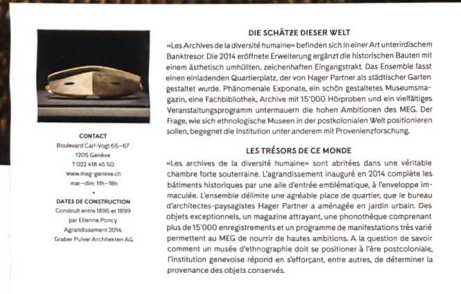 DIE SCHÄTZE DIESER WELT
«Les Archives de la diversité humaine» befinden sich in einer Art unterirdischem
Banktresor. Die 2014 eröffnete Erweiterung ergänzt die historischen Bauten mit
einem ästhetisch umhüllten, zeichenhaften Eingangstrakt. Das Ensemble fasst
einen einladenden Quartierplatz, der von Hager Partner als städtischer Garten
gestaltet wurde. Phänomenale Exponate, ein schön gestaltetes Museumsma-
gazin, eine Fachbibliothek, Archive mit 15'000 Hörproben und ein vielfältiges
Veranstaltungsprogramm untermauern die hohen Ambitionen des MEG. Der
Frage, wie sich ethnologische Museen in der postkolonialen Welt positionieren
sollen, begegnet die Institution unter anderem mit Provenienzforschung.
LES TRÉSORS DE CE MONDE
«Les archives de la diversité humaine» sont abritées dans une véritable
chambre forte souterraine. L'agrandissement inauguré en 2014 complète les
bâtiments historiques par une aile d'entrée emblématique, à l'enveloppe im-
maculée. L'ensemble délimite une agréable place de quartier, que le bureau
d'architectes-paysagistes Hager Partner a aménagée en jardin urbain. Des
objets exceptionnels, un magazine attrayant, une phonothèque comprenant
plus de 15'000 enregistrements et un programme de manifestations très varié
permettent au MEG de nourrir de hautes ambitions. A la question de savoir
comment un musée d'ethnographie doit se positionner à l'ère postcoloniale,
l'institution genevoise répond en s'efforçant, entre autres, de déterminer la
provenance des objets conservés.
CONTACT
Boulevard Carl-Vogt 65–67
1205 Genève
T 022 418 45 50
www.meg-geneve.ch
mar–dim: 11h–18h
DATES DE CONSTRUCTION
Construit entre 1895 et 1899
par Etienne Poncy
Agrandissement 2014
Graber Pulver Architekten AG